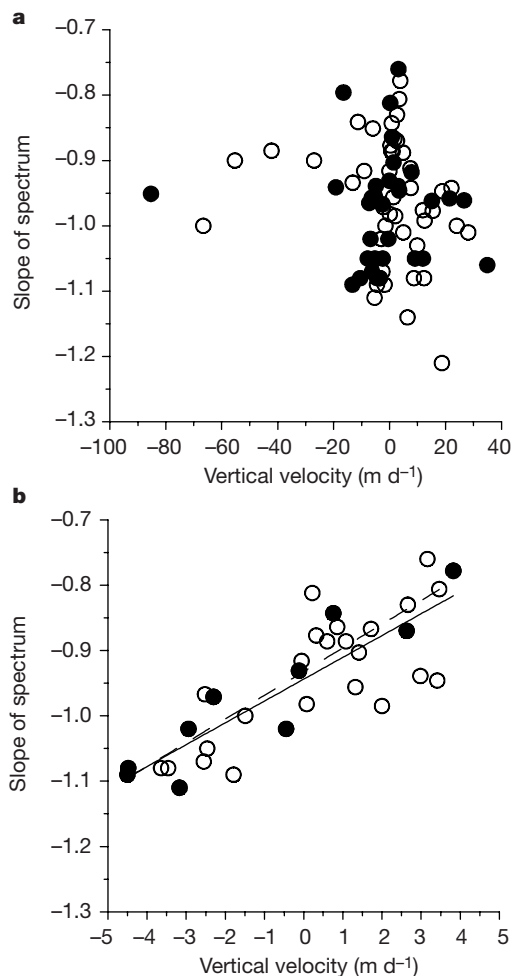 a
−0.7
−0.8
−0.9
−1.0
−1.1
−1.2
−1.3
Slope of spectrum
−100 −80 −60 −40 −20 0 20 40
Vertical velocity (m d⁻¹)
b
−0.7
−0.8
−0.9
−1.0
−1.1
−1.2
−1.3
Slope of spectrum
−5 −4 −3 −2 −1 0 1 2 3 4 5
Vertical velocity (m d⁻¹)